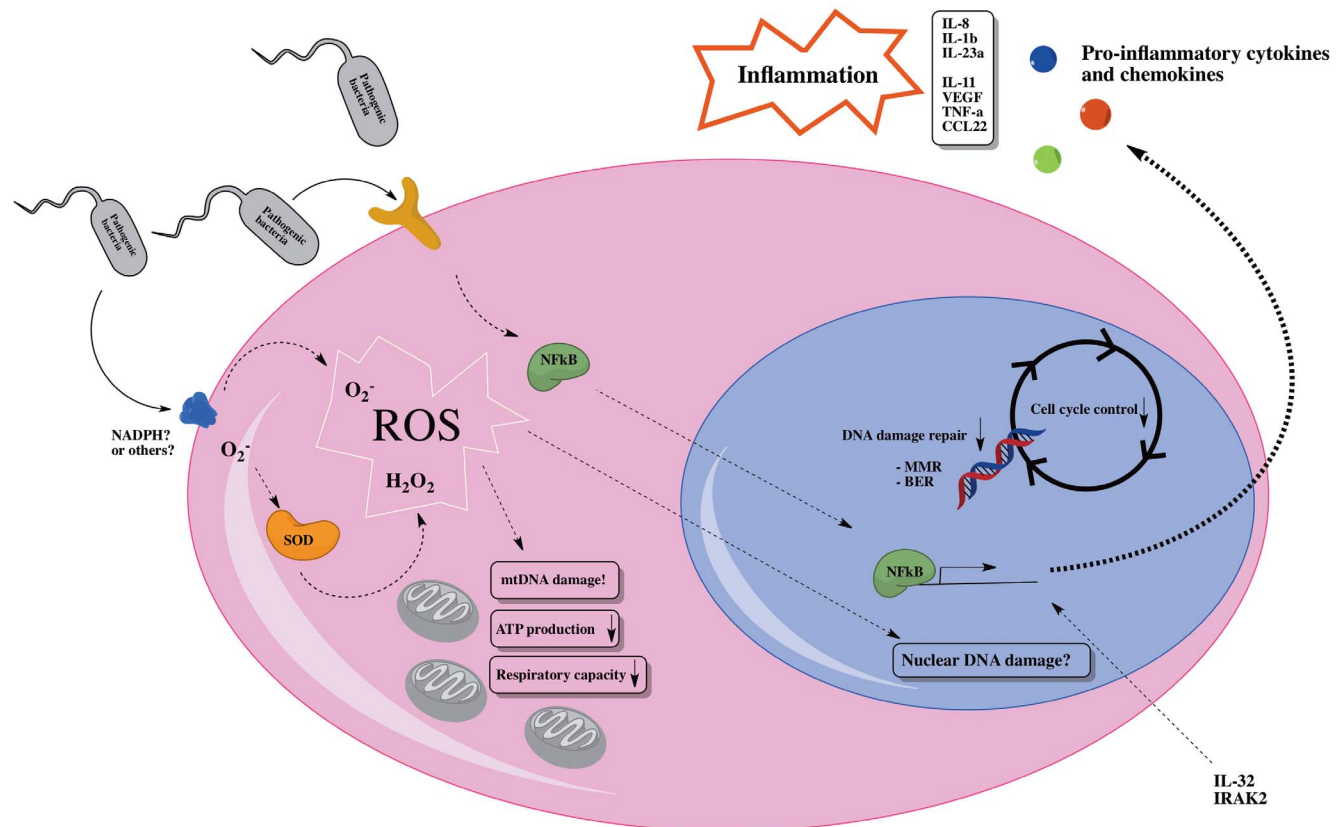 IL-8
IL-1b
IL-23a
IL-11
VEGF
TNF-a
CCL22
Inflammation
Pro-inflammatory cytokines
and chemokines
Pathogenic
bacteria
Pathogenic
bacteria
Pathogenic
bacteria
NADPH?
or others?
O₂⁻
O₂⁻
ROS
H₂O₂
SOD
NFkB
mtDNA damage!
ATP production
Respiratory capacity
Cell cycle control
DNA damage repair
- MMR
- BER
NFkB
Nuclear DNA damage?
IL-32
IRAK2